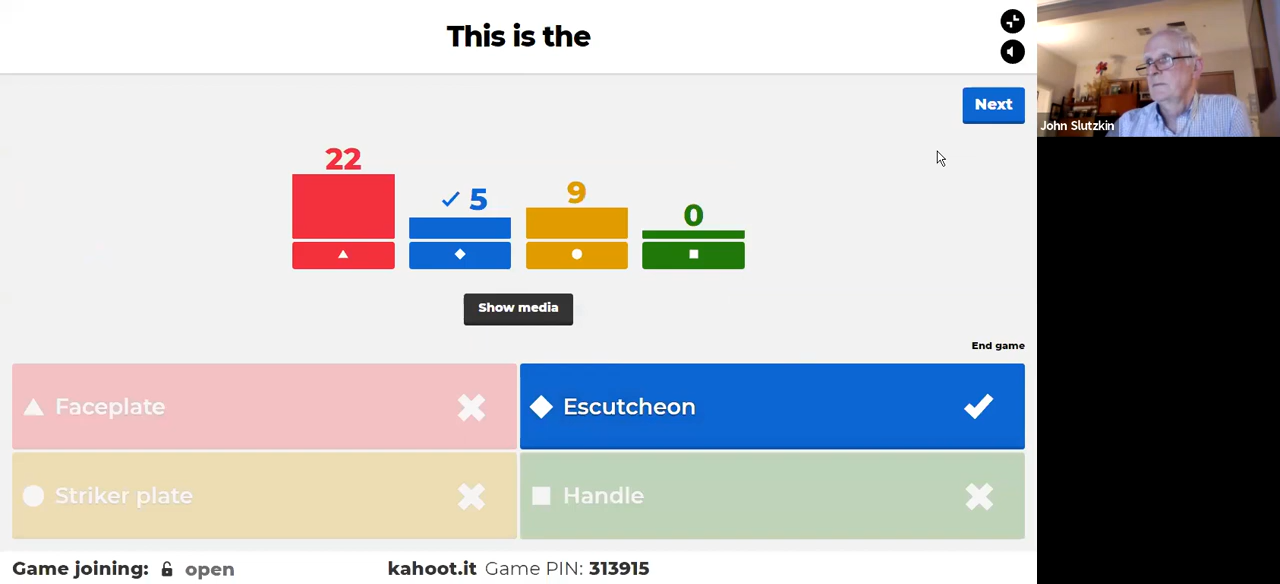 This is the
Next
22
5
9
0
Show media
End game
Faceplate
Escutcheon
Striker plate
Handle
Game joining: open
kahoot.it Game PIN: 313915
John Slutzkin